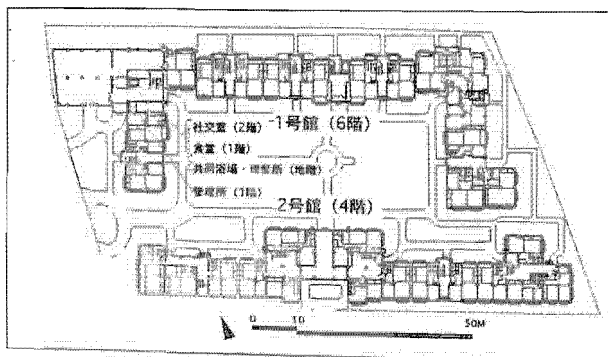 1号館（6階）
社交室（2階）
食堂（1階）
共同浴場・理髪所（地階）
管理所（1階）
2号館（4階）
0 10 50M